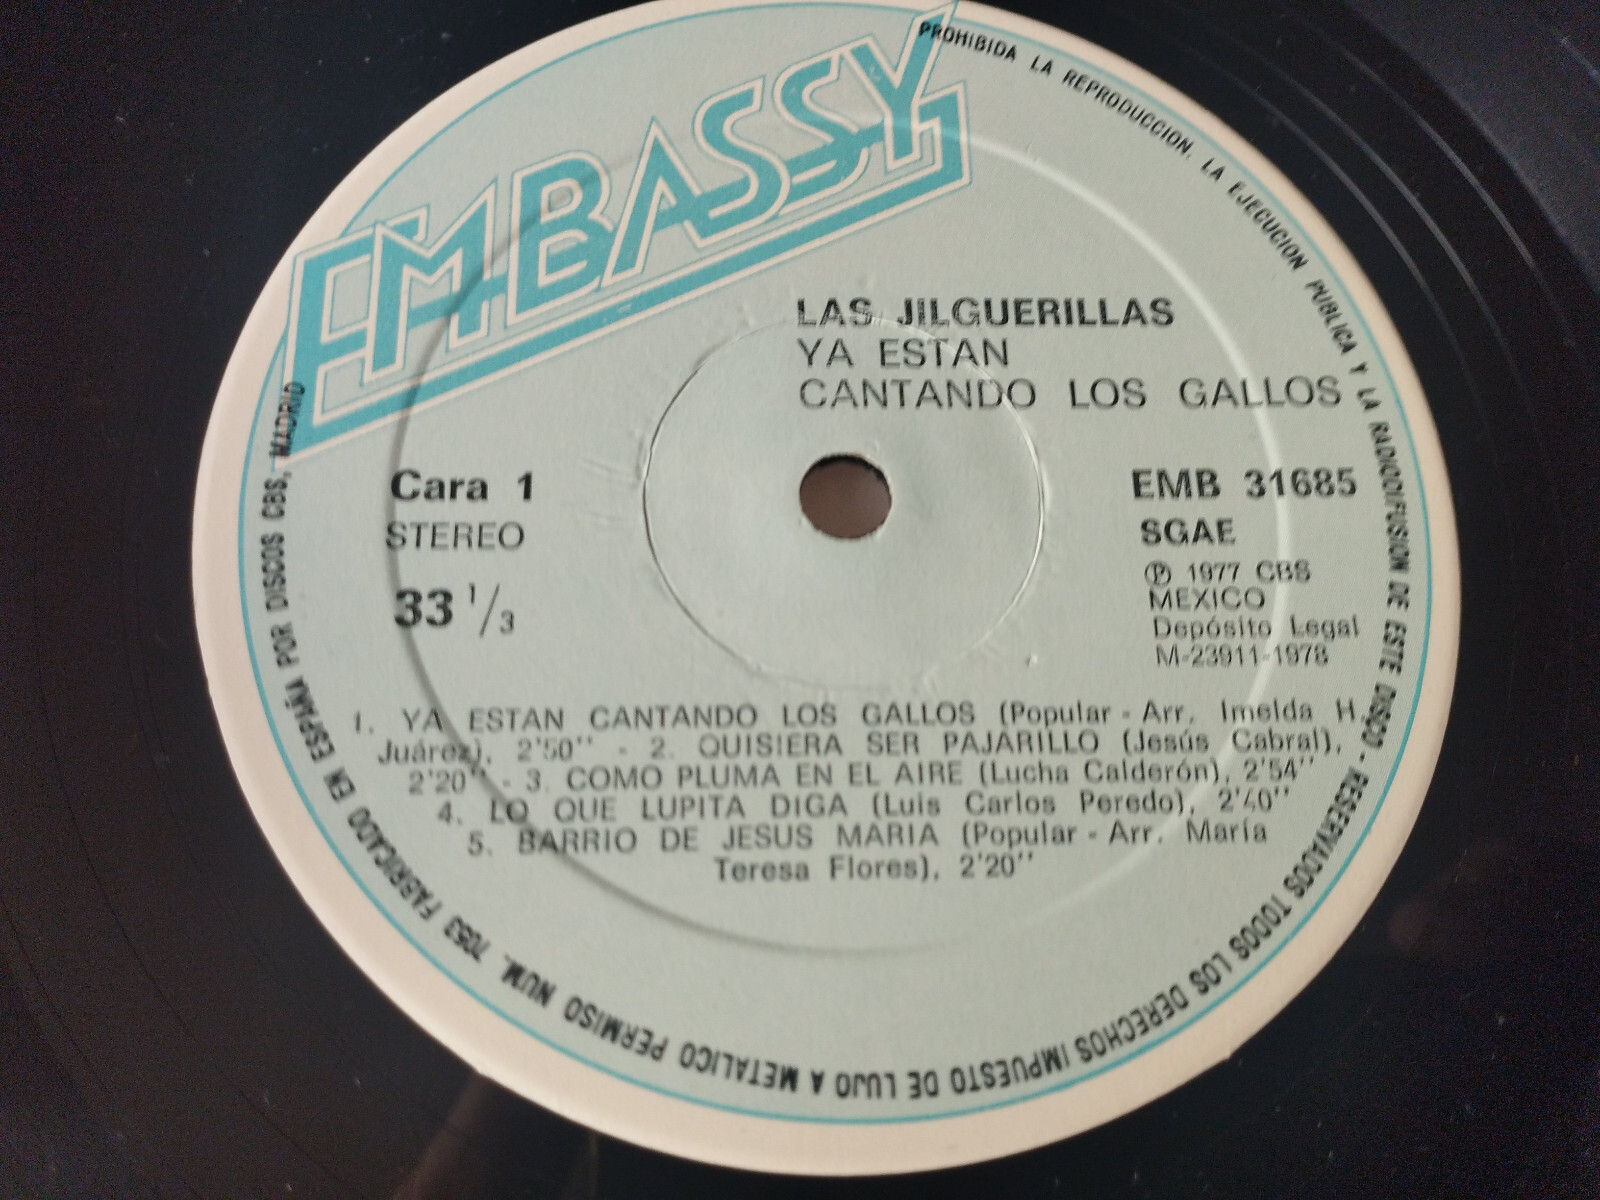 EMBASSY
LAS JILGUERILLAS
YA ESTAN
CANTANDO LOS GALLOS
Cara 1
STEREO
33 1/3
EMB 31685
SGAE
℗ 1977 CBS
MEXICO
Depósito Legal
M-23911-1978
1. YA ESTAN CANTANDO LOS GALLOS (Popular - Arr. Imelda H.
Juárez), 2'50'' - 2. QUISIERA SER PAJARILLO (Jesús Cabral),
2'20'' - 3. COMO PLUMA EN EL AIRE (Lucha Calderón), 2'54''
4. LO QUE LUPITA DIGA (Luis Carlos Peredo), 2'40''
5. BARRIO DE JESUS MARIA (Popular - Arr. María
Teresa Flores), 2'20''
PROHIBIDA LA REPRODUCCION, LA EJECUCION PUBLICA Y LA RADIODIFUSION DE ESTE DISCO - RESERVADOS TODOS LOS DERECHOS IMPUESTO DE LUJO A METALICO PERMISO NUM. 7053 FABRICADO EN ESPAÑA POR DISCOS CBS, MADRID